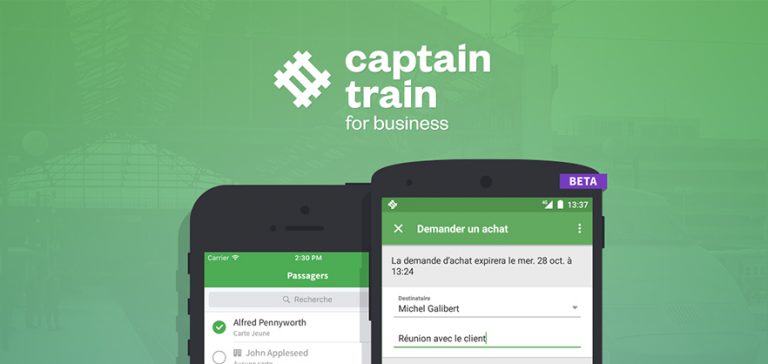 captain
train
for business
BETA
13:37
Demander un achat
La demande d'achat expirera le mer. 28 oct. à
13:24
Destinataire
Michel Galibert
Réunion avec le client
Carrier
2:30 PM
Passagers
Recherche
Alfred Pennyworth
Carte Jeune
John Appleseed
Aucune carte